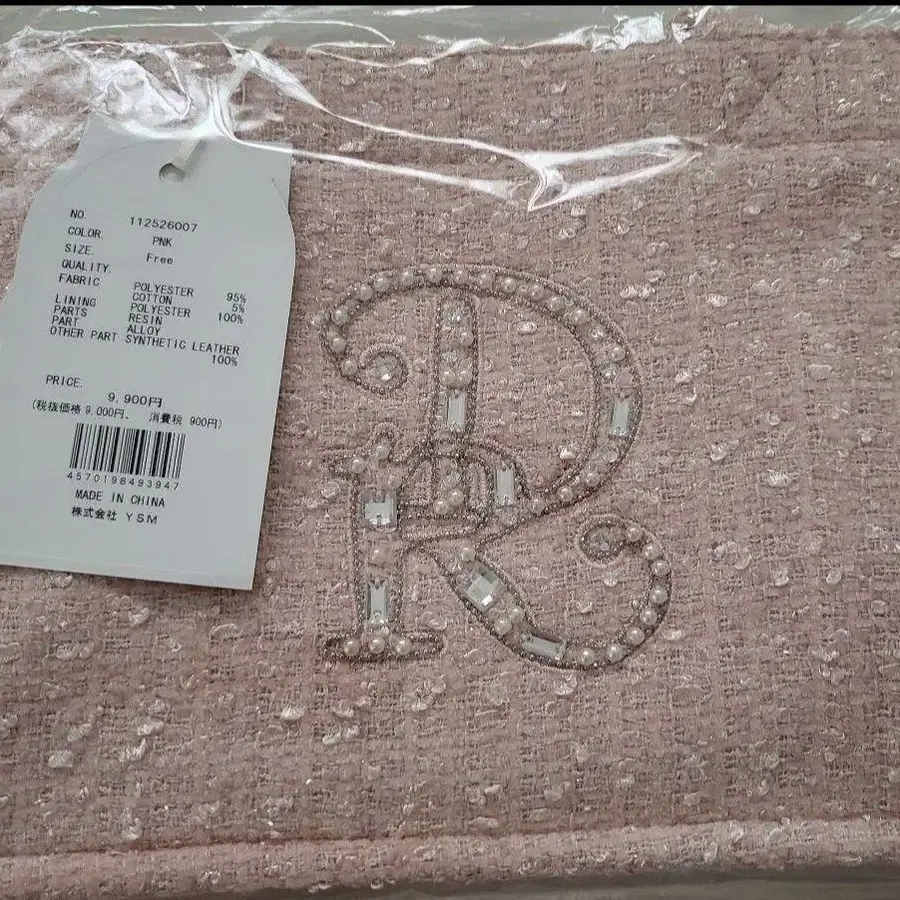 NO. 112526007
COLOR. PNK
SIZE. Free
QUALITY.
FABRIC POLYESTER 95%
COTTON 5%
LINING POLYESTER 100%
PARTS RESIN
PART ALLOY
OTHER PART SYNTHETIC LEATHER
100%
PRICE.
9,900円
(税抜価格 9,000円、 消費税 900円)
4570198493947
MADE IN CHINA
株式会社 YSM
R